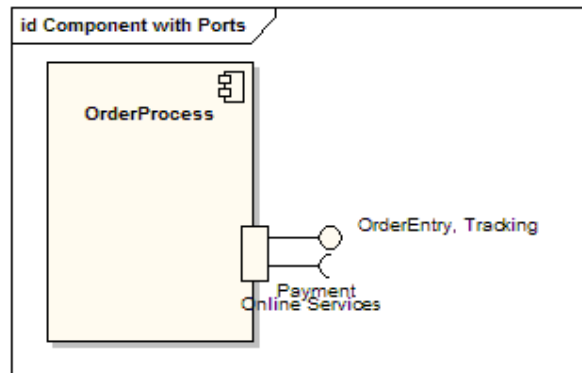 id Component with Ports
OrderProcess
OrderEntry, Tracking
Payment
Online Services